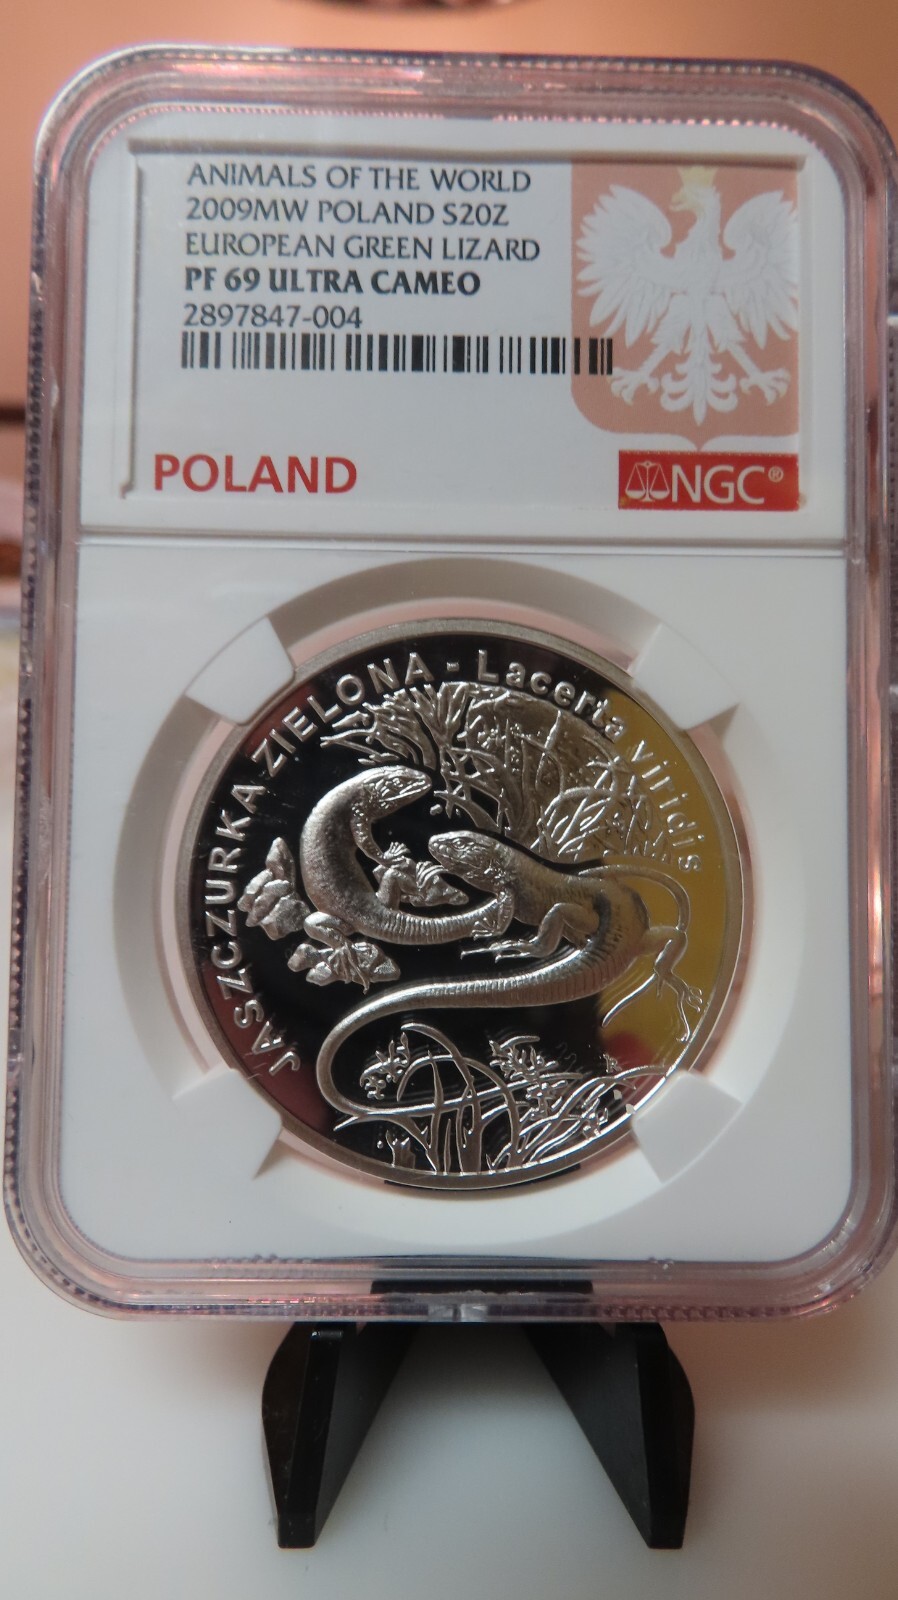 ANIMALS OF THE WORLD
2009MW POLAND S20Z
EUROPEAN GREEN LIZARD
PF 69 ULTRA CAMEO
2897847-004
POLAND
NGC®
JASZCZURKA ZIELONA - Lacerta viridis